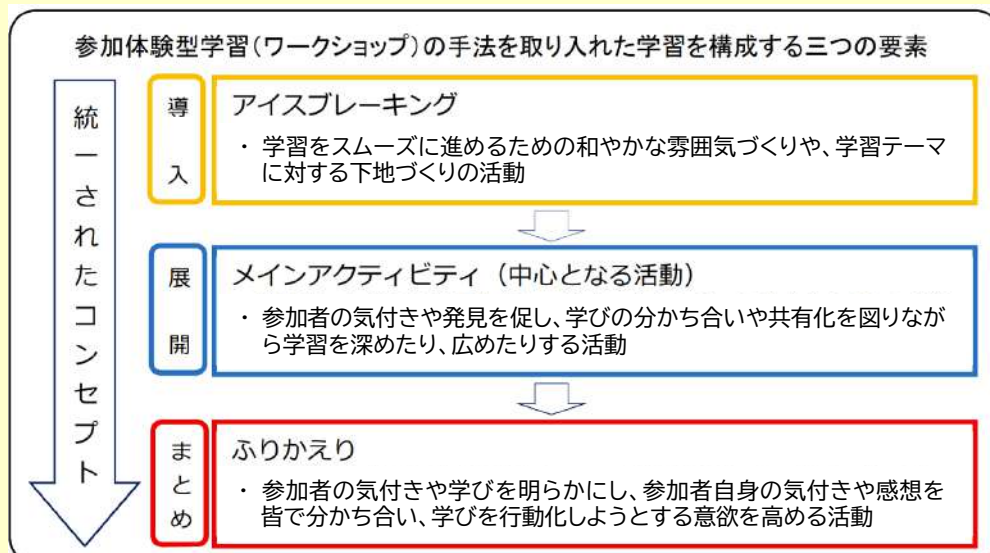 参加体験型学習(ワークショップ)の手法を取り入れた学習を構成する三つの要素
統一されたコンセプト
導入
アイスブレーキング
・ 学習をスムーズに進めるための和やかな雰囲気づくりや、学習テーマ
に対する下地づくりの活動
展開
メインアクティビティ（中心となる活動）
・ 参加者の気付きや発見を促し、学びの分かち合いや共有化を図りなが
ら学習を深めたり、広めたりする活動
まとめ
ふりかえり
・ 参加者の気付きや学びを明らかにし、参加者自身の気付きや感想を
皆で分かち合い、学びを行動化しようとする意欲を高める活動